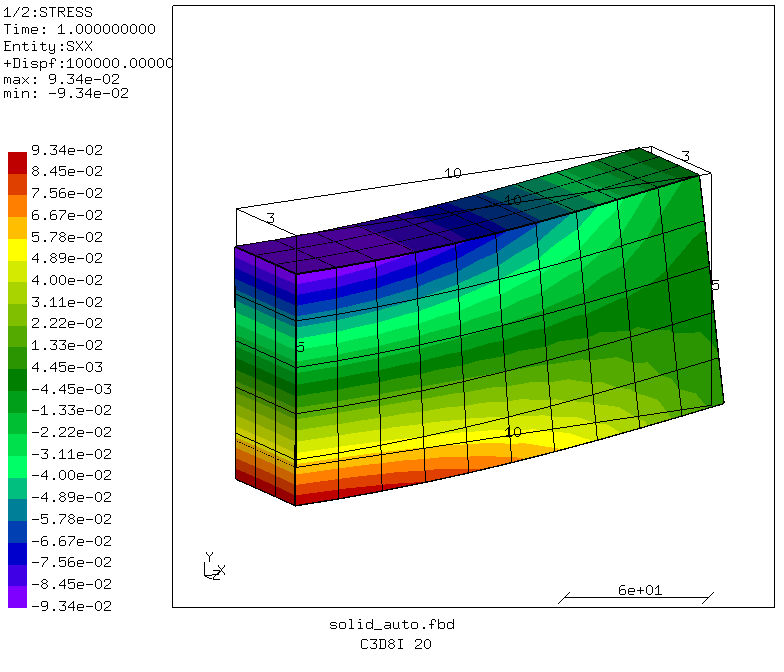 1/2:STRESS
Time: 1.000000000
Entity:SXX
+Dispf:100000.00000
max: 9.34e-02
min: -9.34e-02
9.34e-02
8.45e-02
7.56e-02
6.67e-02
5.78e-02
4.89e-02
4.00e-02
3.11e-02
2.22e-02
1.33e-02
4.45e-03
-4.45e-03
-1.33e-02
-2.22e-02
-3.11e-02
-4.00e-02
-4.89e-02
-5.78e-02
-6.67e-02
-7.56e-02
-8.45e-02
-9.34e-02
3
10
10
3
5
5
10
Y
Z
X
6e+01
solid_auto.fbd
C3D8I 20